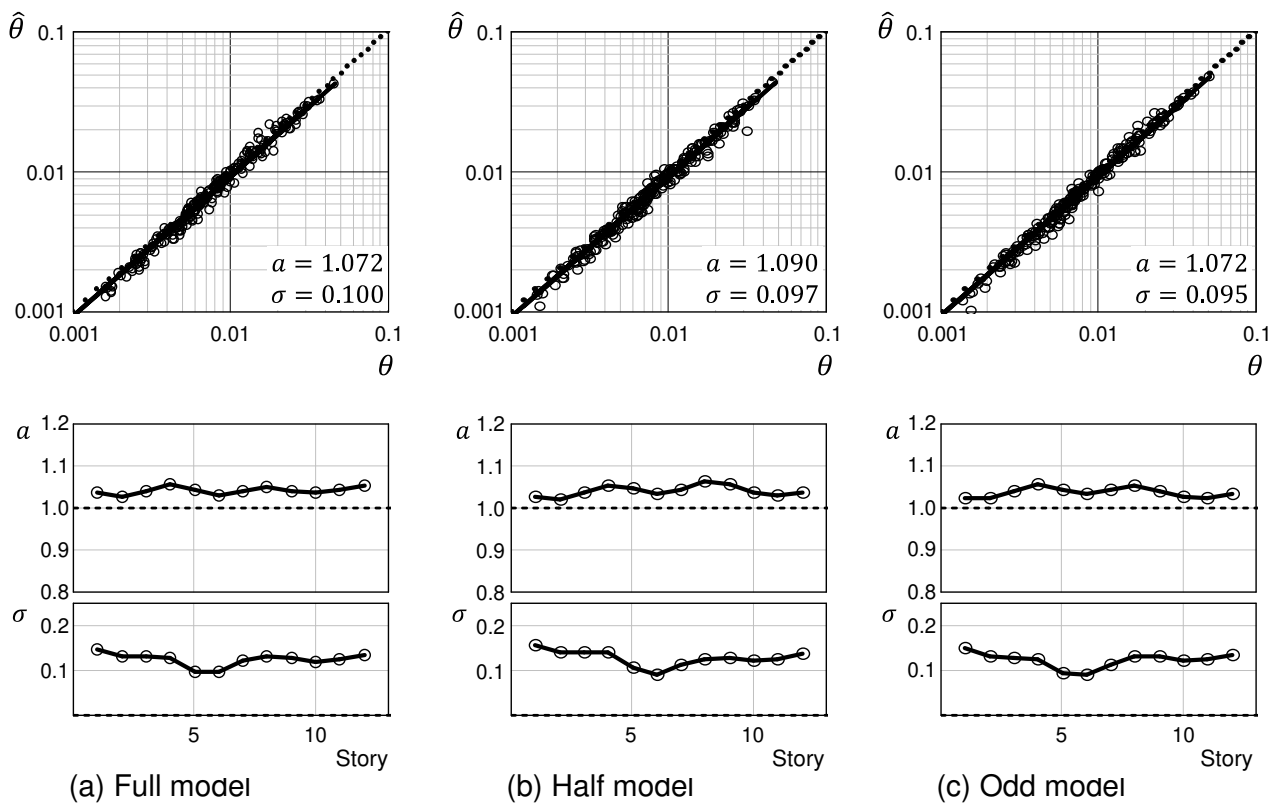 θ̂
0.1
0.01
0.001
a = 1.072
σ = 0.100
0.001
0.01
0.1
θ
θ̂
0.1
0.01
0.001
a = 1.090
σ = 0.097
0.001
0.01
0.1
θ
θ̂
0.1
0.01
0.001
a = 1.072
σ = 0.095
0.001
0.01
0.1
θ
a
1.2
1.1
1.0
0.9
0.8
σ
0.2
0.1
5
10
Story
(a) Full model
a
1.2
1.1
1.0
0.9
0.8
σ
0.2
0.1
5
10
Story
(b) Half model
a
1.2
1.1
1.0
0.9
0.8
σ
0.2
0.1
5
10
Story
(c) Odd model